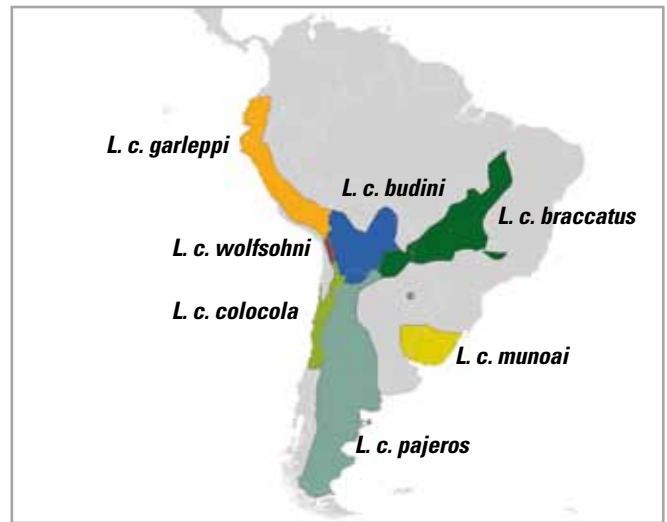 L. c. garleppi
L. c. budini
L. c. braccatus
L. c. wolfsohni
L. c. colocola
L. c. munoai
L. c. pajeros